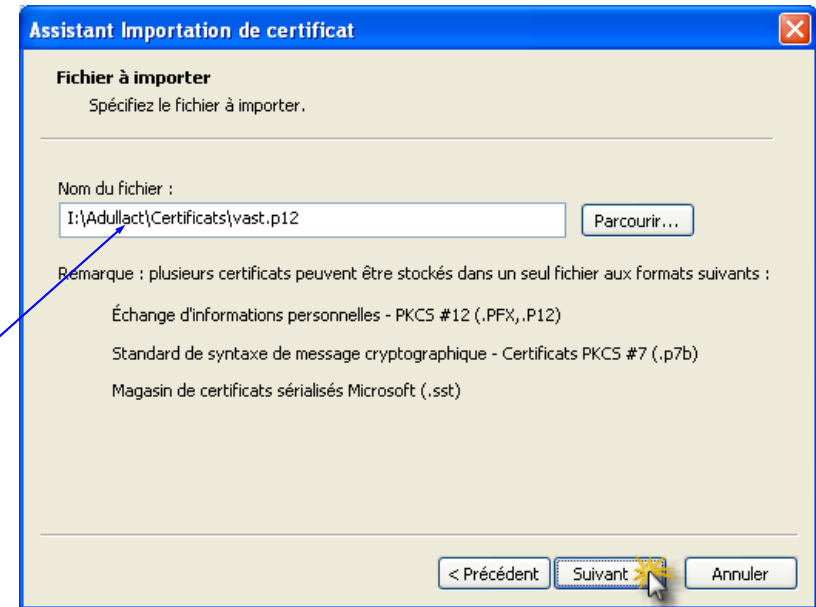 Assistant Importation de certificat
Fichier à importer
Spécifiez le fichier à importer.
Nom du fichier :
I:\Adullact\Certificats\vast.p12
Parcourir...
Remarque : plusieurs certificats peuvent être stockés dans un seul fichier aux formats suivants :
Échange d'informations personnelles - PKCS #12 (.PFX,.P12)
Standard de syntaxe de message cryptographique - Certificats PKCS #7 (.p7b)
Magasin de certificats sérialisés Microsoft (.sst)
< Précédent Suivant Annuler